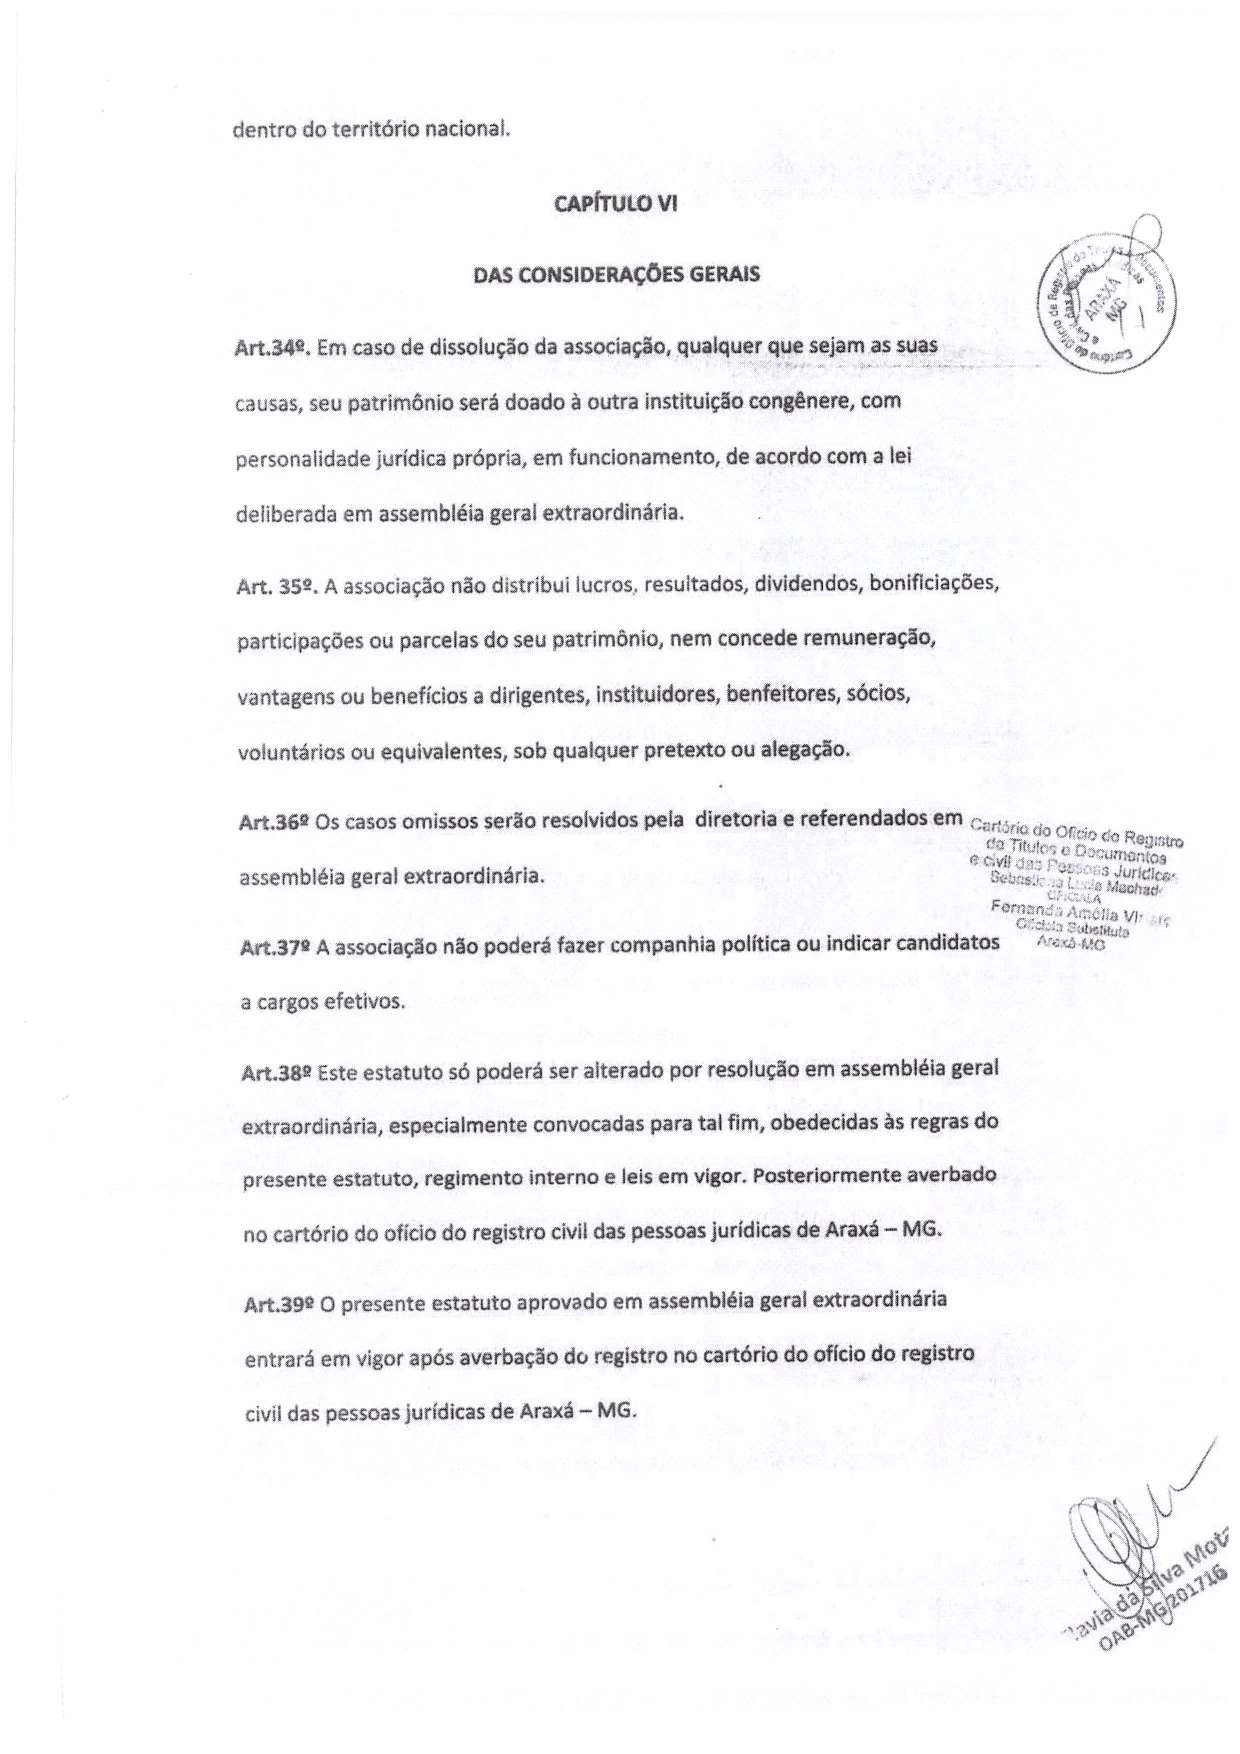 dentro do território nacional.
CAPÍTULO VI
DAS CONSIDERAÇÕES GERAIS
Art.34º. Em caso de dissolução da associação, qualquer que sejam as suas
causas, seu patrimônio será doado à outra instituição congênere, com
personalidade jurídica própria, em funcionamento, de acordo com a lei
deliberada em assembléia geral extraordinária.
Art. 35º. A associação não distribui lucros, resultados, dividendos, bonificiações,
participações ou parcelas do seu patrimônio, nem concede remuneração,
vantagens ou benefícios a dirigentes, instituidores, benfeitores, sócios,
voluntários ou equivalentes, sob qualquer pretexto ou alegação.
Art.36º Os casos omissos serão resolvidos pela diretoria e referendados em
assembléia geral extraordinária.
Art.37º A associação não poderá fazer companhia política ou indicar candidatos
a cargos efetivos.
Art.38º Este estatuto só poderá ser alterado por resolução em assembléia geral
extraordinária, especialmente convocadas para tal fim, obedecidas às regras do
presente estatuto, regimento interno e leis em vigor. Posteriormente averbado
no cartório do ofício do registro civil das pessoas jurídicas de Araxá – MG.
Art.39º O presente estatuto aprovado em assembléia geral extraordinária
entrará em vigor após averbação do registro no cartório do ofício do registro
civil das pessoas jurídicas de Araxá – MG.
ARAXÁ
MG
Cartório do Ofício do Registro
de Títulos e Documentos
e civil das Pessoas Jurídicas
Lucia Machad
OFICIALA
Fernanda Amélia
Oficiala Substituta
Araxá-MG
lavia da Silva Mota
OAB-MG 201716